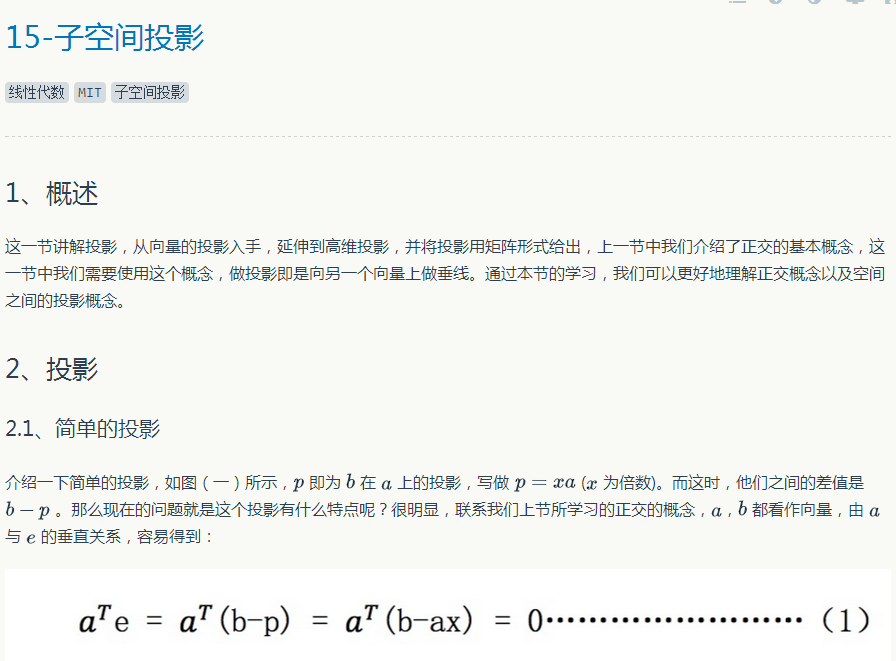 15-子空间投影
线性代数 MIT 子空间投影
1、概述
这一节讲解投影，从向量的投影入手，延伸到高维投影，并将投影用矩阵形式给出，上一节中我们介绍了正交的基本概念，这
一节中我们需要使用这个概念，做投影即是向另一个向量上做垂线。通过本节的学习，我们可以更好地理解正交概念以及空间
之间的投影概念。
2、投影
2.1、简单的投影
介绍一下简单的投影，如图（一）所示，p 即为 b 在 a 上的投影，写做 p = xa (x 为倍数)。而这时，他们之间的差值是
b − p 。那么现在的问题就是这个投影有什么特点呢？很明显，联系我们上节所学习的正交的概念，a，b 都看作向量，由 a
与 e 的垂直关系，容易得到：
aᵀe = aᵀ(b-p) = aᵀ(b-ax) = 0⋯⋯⋯⋯⋯⋯⋯⋯⋯ (1)